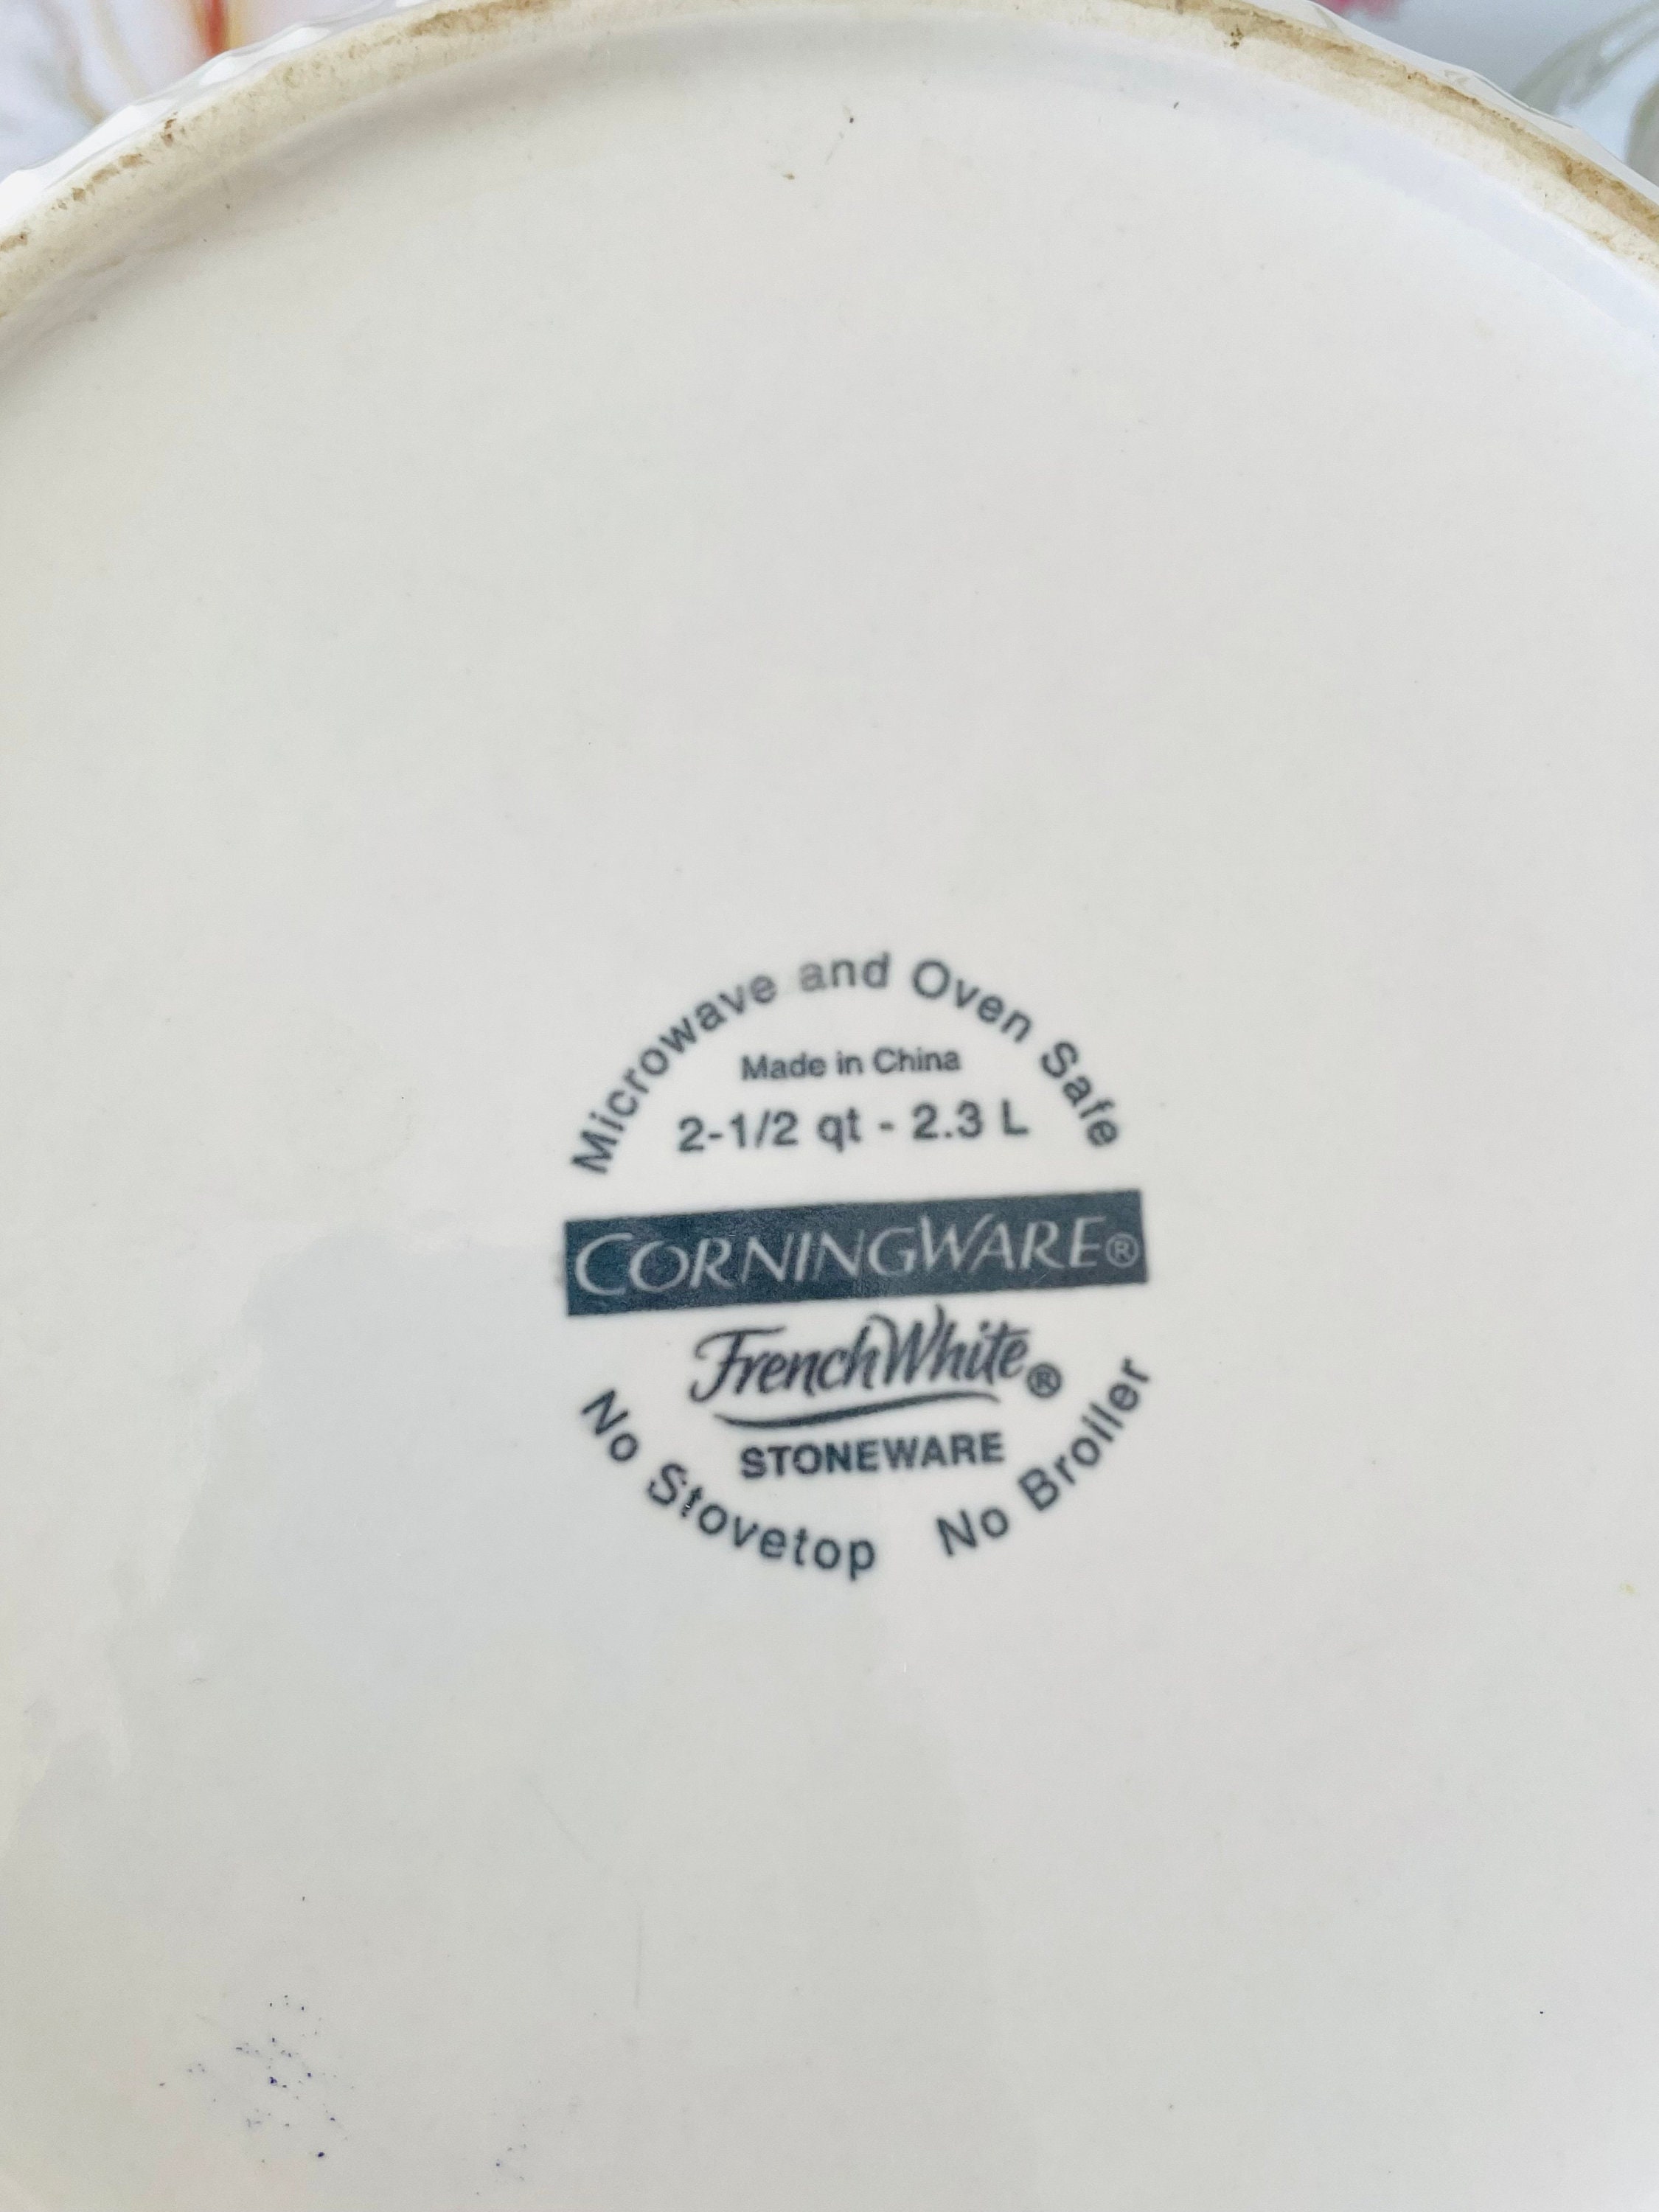 Microwave and Oven Safe
Made in China
2-1/2 qt - 2.3 L
CORNINGWARE®
FrenchWhite®
STONEWARE
No Stovetop No Broiler